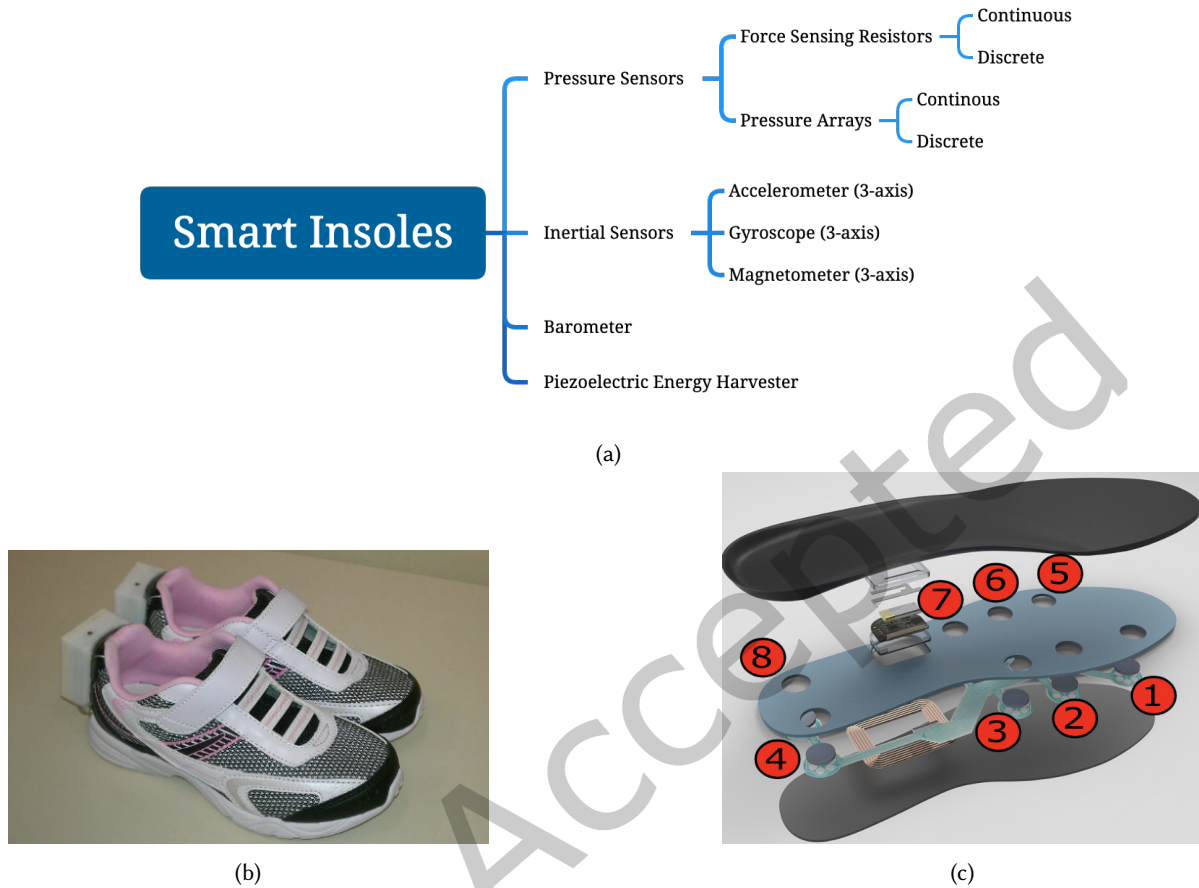 Continuous
Force Sensing Resistors
Discrete
Pressure Sensors
Continous
Pressure Arrays
Discrete
Smart Insoles
Accelerometer (3-axis)
Inertial Sensors
Gyroscope (3-axis)
Magnetometer (3-axis)
Barometer
Piezoelectric Energy Harvester
(a)
Accepted
5
6
7
8
1
2
3
4
(b)
(c)